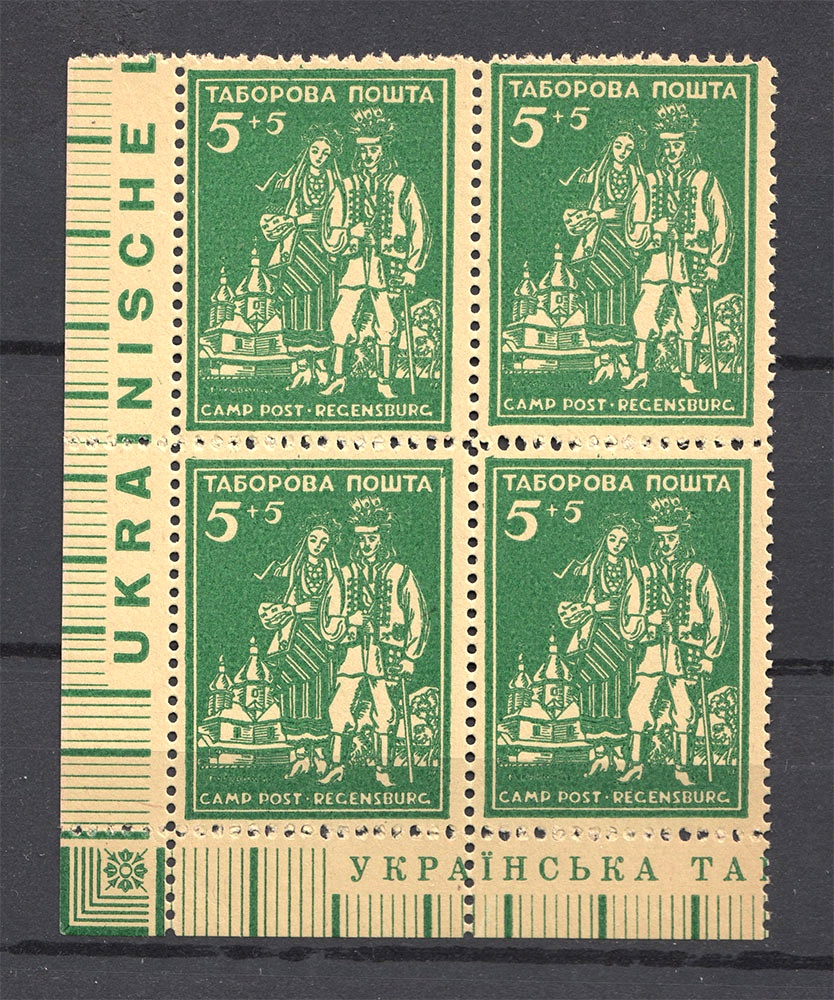 UKRAINISCHE
ТАБОРОВА ПОШТА
5+5
CAMP POST · REGENSBURG
ТАБОРОВА ПОШТА
5+5
CAMP POST · REGENSBURG
ТАБОРОВА ПОШТА
5+5
CAMP POST · REGENSBURG
ТАБОРОВА ПОШТА
5+5
CAMP POST · REGENSBURG
УКРАЇНСЬКА ТА